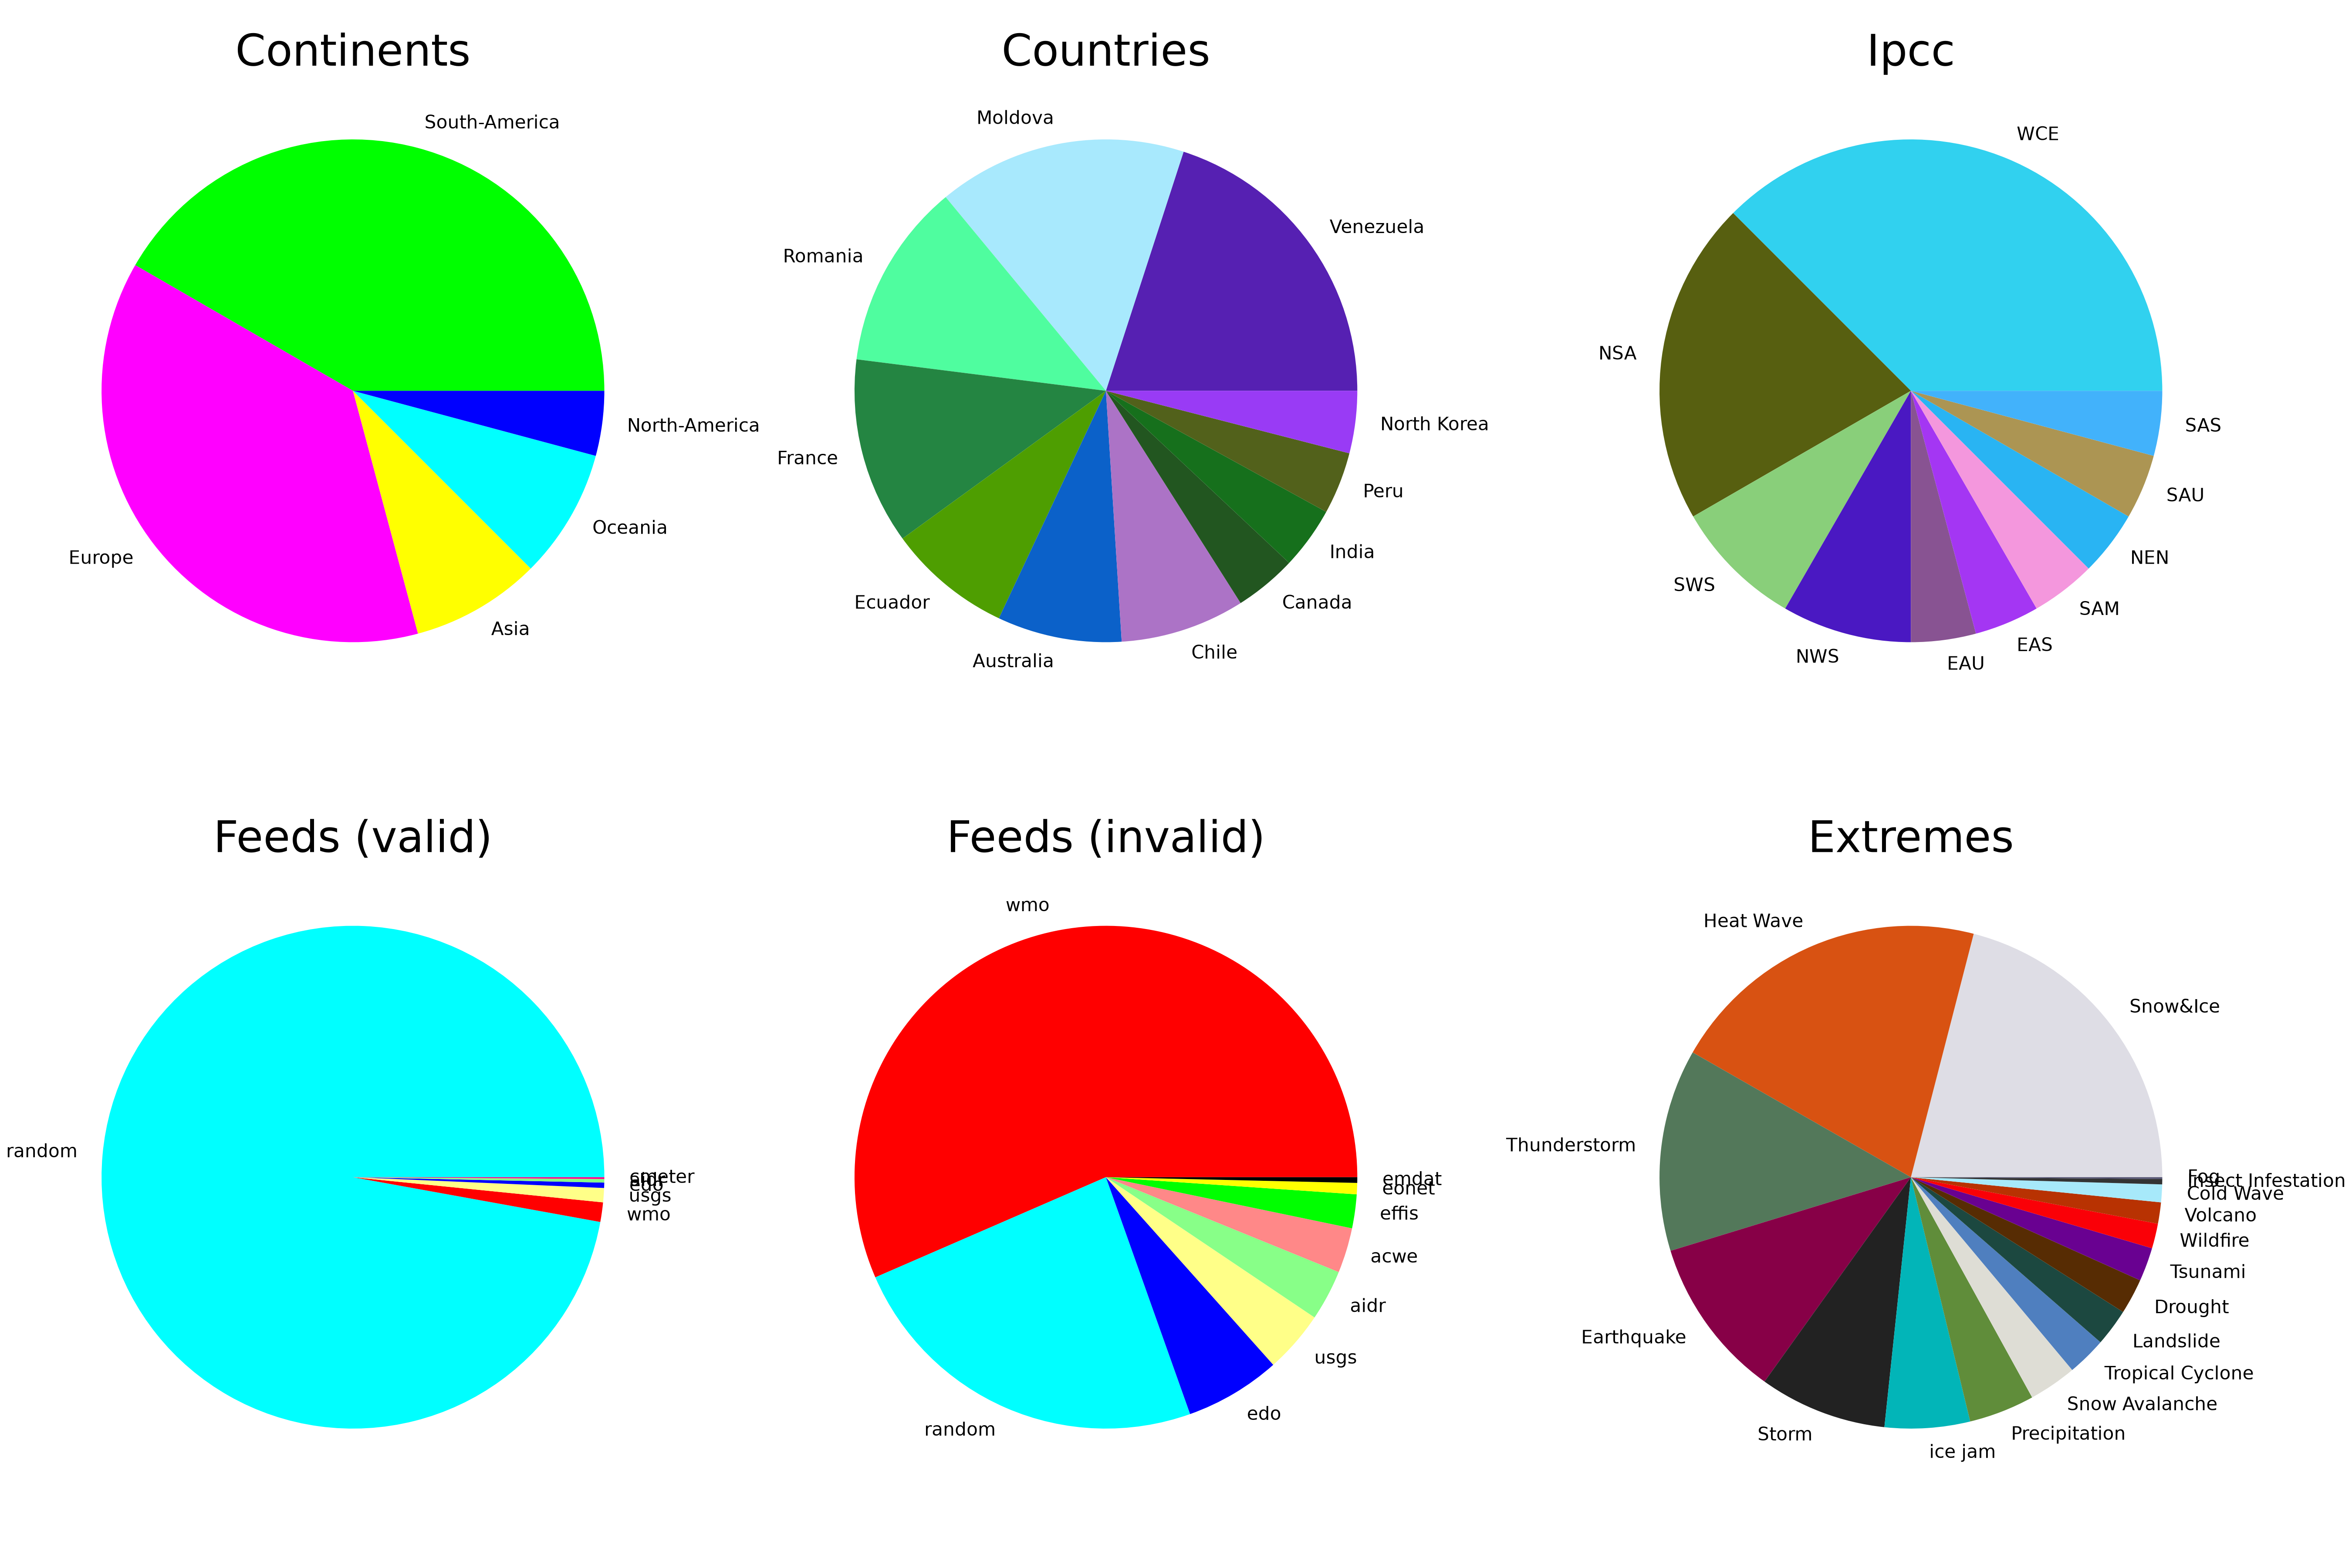 Continents
South-America
Europe
Asia
Oceania
North-America
Countries
Venezuela
Moldova
Romania
France
Ecuador
Australia
Chile
Canada
India
Peru
North Korea
Ipcc
WCE
NSA
SWS
NWS
EAU
EAS
SAM
NEN
SAU
SAS
Feeds (valid)
random
wmo
usgs
edo
Feeds (invalid)
wmo
random
edo
usgs
aidr
acwe
effis
eonet
emdat
Extremes
Snow&Ice
Heat Wave
Thunderstorm
Earthquake
Storm
ice jam
Precipitation
Snow Avalanche
Tropical Cyclone
Landslide
Drought
Tsunami
Wildfire
Volcano
Cold Wave
Insect Infestation
Fog